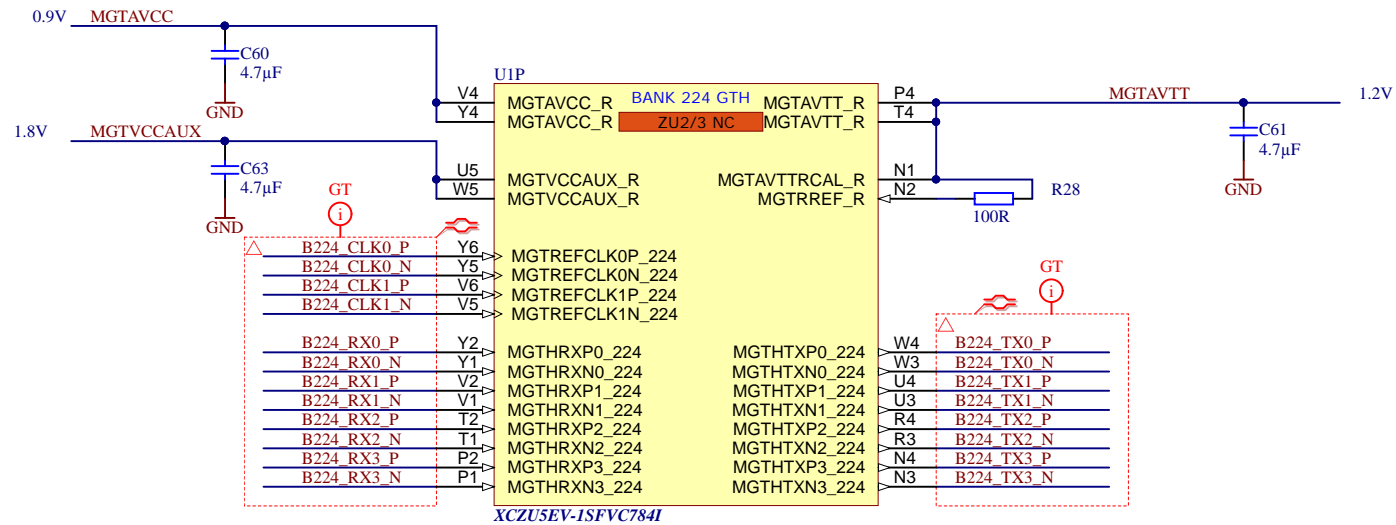 0.9V MGTAVCC
C60
4.7µF
GND
1.8V MGTVCCAUX
C63
4.7µF
GND
U1P
BANK 224 GTH
ZU2/3 NC
V4 MGTAVCC_R MGTAVTT_R P4
Y4 MGTAVCC_R MGTAVTT_R T4
MGTAVTT 1.2V
C61
4.7µF
GND
U5 MGTVCCAUX_R MGTAVTTRCAL_R N1
W5 MGTVCCAUX_R MGTRREF_R N2
R28
100R
GT
i
B224_CLK0_P Y6 MGTREFCLK0P_224
B224_CLK0_N Y5 MGTREFCLK0N_224
B224_CLK1_P V6 MGTREFCLK1P_224
B224_CLK1_N V5 MGTREFCLK1N_224
GT
i
B224_RX0_P Y2 MGTHRXP0_224 MGTHTXP0_224 W4 B224_TX0_P
B224_RX0_N Y1 MGTHRXN0_224 MGTHTXN0_224 W3 B224_TX0_N
B224_RX1_P V2 MGTHRXP1_224 MGTHTXP1_224 U4 B224_TX1_P
B224_RX1_N V1 MGTHRXN1_224 MGTHTXN1_224 U3 B224_TX1_N
B224_RX2_P T2 MGTHRXP2_224 MGTHTXP2_224 R4 B224_TX2_P
B224_RX2_N T1 MGTHRXN2_224 MGTHTXN2_224 R3 B224_TX2_N
B224_RX3_P P2 MGTHRXP3_224 MGTHTXP3_224 N4 B224_TX3_P
B224_RX3_N P1 MGTHRXN3_224 MGTHTXN3_224 N3 B224_TX3_N
XCZU5EV-1SFVC784I